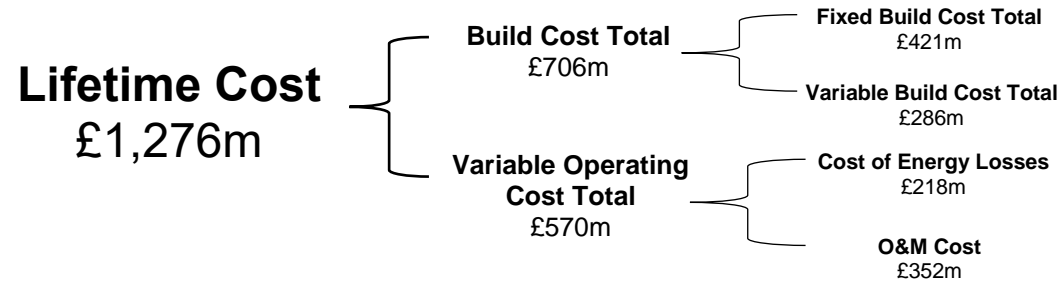 Lifetime Cost
£1,276m
Build Cost Total
£706m
Fixed Build Cost Total
£421m
Variable Build Cost Total
£286m
Variable Operating
Cost Total
£570m
Cost of Energy Losses
£218m
O&M Cost
£352m